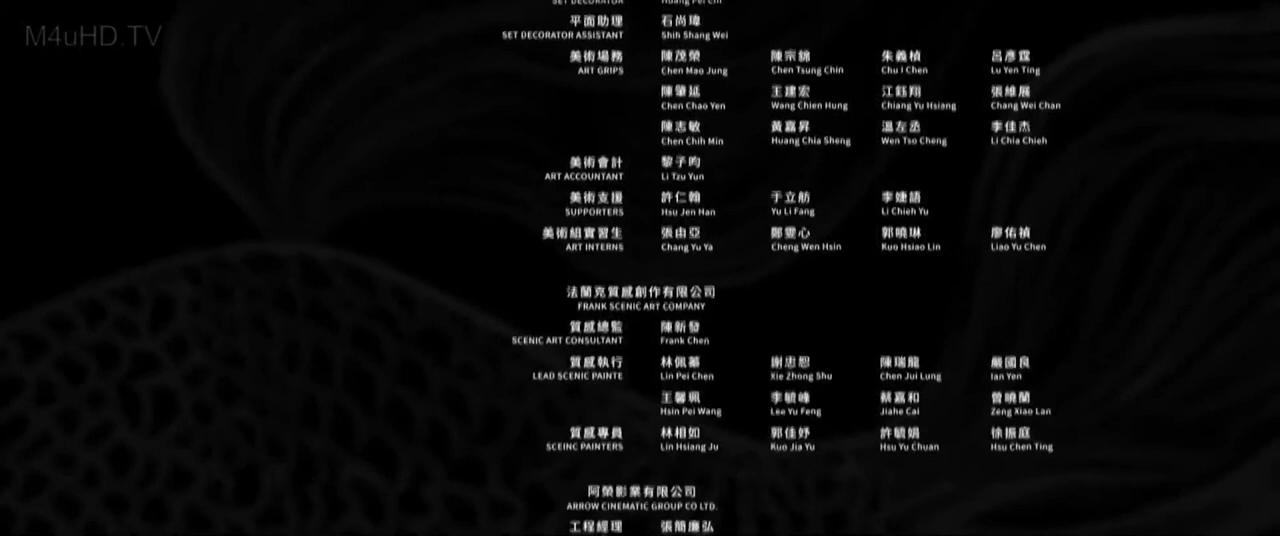 M4uHD.TV
SET DECORATOR Huang Pei Chi
平面助理 石尚瑋
SET DECORATOR ASSISTANT Shih Shang Wei
美術場務 陳茂榮 陳宗錦 朱義楨 呂彥霆
ART GRIPS Chen Mao Jung Chen Tsung Chin Chu I Chen Lu Yen Ting
陳肇延 王建宏 江鈺翔 張維展
Chen Chao Yen Wang Chien Hung Chiang Yu Hsiang Chang Wei Chan
陳志敏 黃嘉昇 溫左丞 李佳杰
Chen Chih Min Huang Chia Sheng Wen Tso Cheng Li Chia Chieh
美術會計 黎子昀
ART ACCOUNTANT Li Tzu Yun
美術支援 許仁翰 于立舫 李婕語
SUPPORTERS Hsu Jen Han Yu Li Fang Li Chieh Yu
美術組實習生 張由亞 鄭雯心 郭曉琳 廖佑禎
ART INTERNS Chang Yu Ya Cheng Wen Hsin Kuo Hsiao Lin Liao Yu Chen
法蘭克質感創作有限公司
FRANK SCENIC ART COMPANY
質感總監 陳新發
SCENIC ART CONSULTANT Frank Chen
質感執行 林佩蓁 謝忠恕 陳瑞龍 嚴國良
LEAD SCENIC PAINTE Lin Pei Chen Xie Zhong Shu Chen Jui Lung Ian Yen
王馨珮 李毓峰 蔡嘉和 曾曉蘭
Hsin Pei Wang Lee Yu Feng Jiahe Cai Zeng Xiao Lan
質感專員 林相如 郭佳妤 許毓娟 徐振庭
SCEINC PAINTERS Lin Hsiang Ju Kuo Jia Yu Hsu Yu Chuan Hsu Chen Ting
阿榮影業有限公司
ARROW CINEMATIC GROUP CO LTD.
工程經理 張簡廉弘